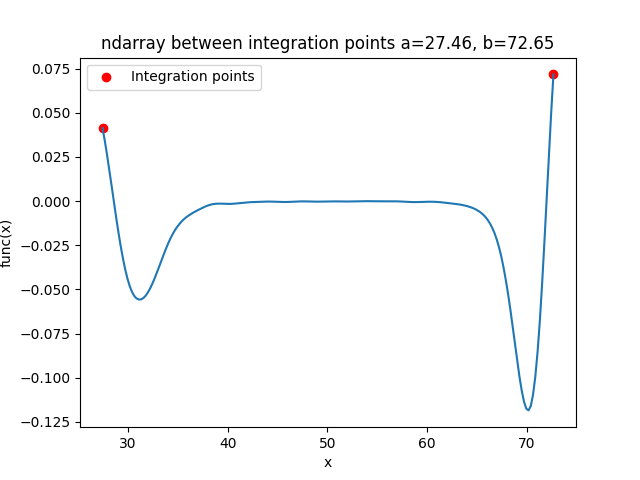 ndarray between integration points a=27.46, b=72.65
Integration points
0.075
0.050
0.025
0.000
−0.025
−0.050
−0.075
−0.100
−0.125
func(x)
30 40 50 60 70
x